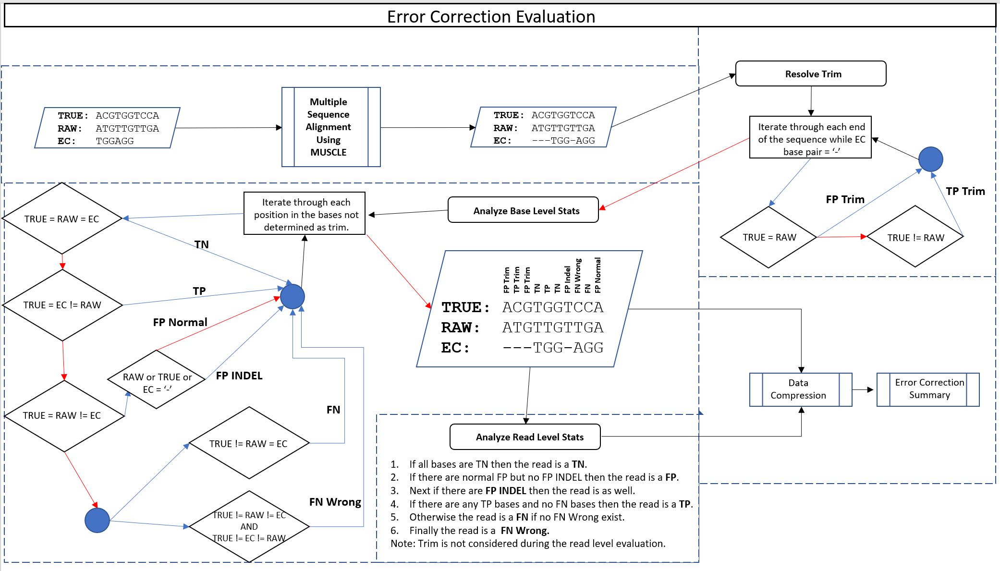 Error Correction Evaluation
TRUE: ACGTGGTCCA
RAW: ATGTTGTTGA
EC: TGGAGG
Multiple
Sequence
Alignment
Using
MUSCLE
TRUE: ACGTGGTCCA
RAW: ATGTTGTTGA
EC: ---TGG-AGG
Resolve Trim
Iterate through each end
of the sequence while EC
base pair = ‘-’
FP Trim
TP Trim
TRUE = RAW
TRUE != RAW
Analyze Base Level Stats
Iterate through each
position in the bases not
determined as trim.
TRUE = RAW = EC
TN
TRUE = EC != RAW
TP
FP Normal
RAW or TRUE or
EC = ‘-’
FP INDEL
TRUE = RAW != EC
TRUE != RAW = EC
FN
TRUE != RAW != EC
AND
TRUE != EC != RAW
FN Wrong
FP Trim
TP Trim
FP Trim
TN
TP
TN
FP Indel
FN Wrong
FN
FP Normal
TRUE: ACGTGGTCCA
RAW: ATGTTGTTGA
EC: ---TGG-AGG
Data
Compression
Error Correction
Summary
Analyze Read Level Stats
1. If all bases are TN then the read is a TN.
2. If there are normal FP but no FP INDEL then the read is a FP.
3. Next if there are FP INDEL then the read is as well.
4. If there are any TP bases and no FN bases then the read is a TP.
5. Otherwise the read is a FN if no FN Wrong exist.
6. Finally the read is a FN Wrong.
Note: Trim is not considered during the read level evaluation.